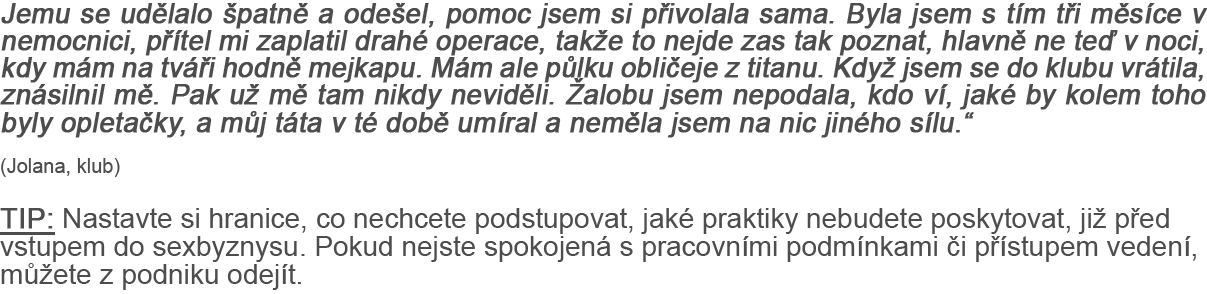 Jemu se udělalo špatně a odešel, pomoc jsem si přivolala sama. Byla jsem s tím tři měsíce v
nemocnici, přítel mi zaplatil drahé operace, takže to nejde zas tak poznat, hlavně ne teď v noci,
kdy mám na tváři hodně mejkapu. Mám ale půlku obličeje z titanu. Když jsem se do klubu vrátila,
znásilnil mě. Pak už mě tam nikdy neviděli. Žalobu jsem nepodala, kdo ví, jaké by kolem toho
byly opletačky, a můj táta v té době umíral a neměla jsem na nic jiného sílu.“
(Jolana, klub)
TIP: Nastavte si hranice, co nechcete podstupovat, jaké praktiky nebudete poskytovat, již před
vstupem do sexbyznysu. Pokud nejste spokojená s pracovními podmínkami či přístupem vedení,
můžete z podniku odejít.